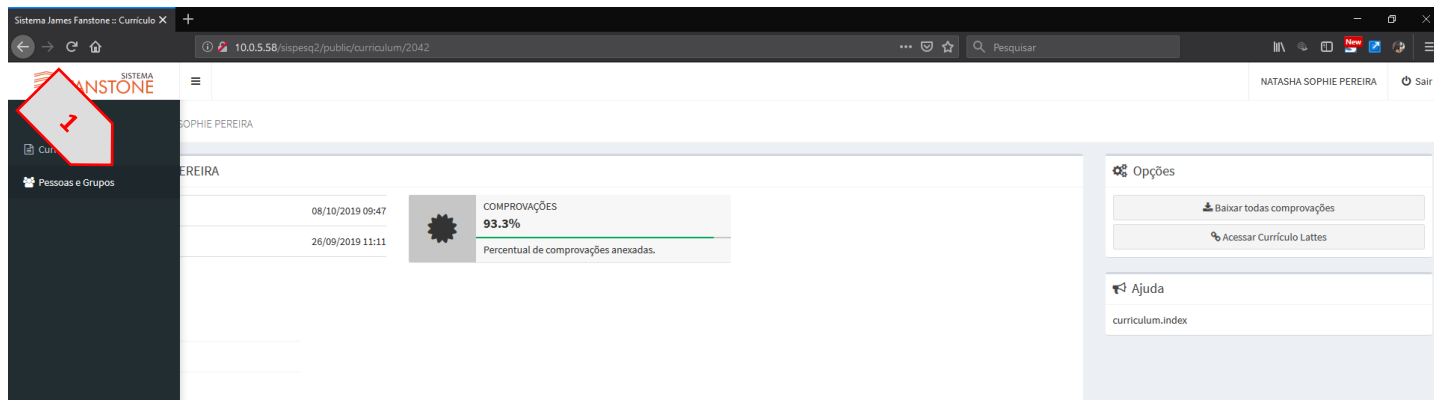 Sistema James Fanstone :: Currículo
10.0.5.58/sispesq2/public/curriculum/2042
Pesquisar
New
SISTEMA
ANSTONE
NATASHA SOPHIE PEREIRA
Sair
SOPHIE PEREIRA
1
Cur
Pessoas e Grupos
EREIRA
08/10/2019 09:47
26/09/2019 11:11
COMPROVAÇÕES
93.3%
Percentual de comprovações anexadas.
Opções
Baixar todas comprovações
Acessar Currículo Lattes
Ajuda
curriculum.index